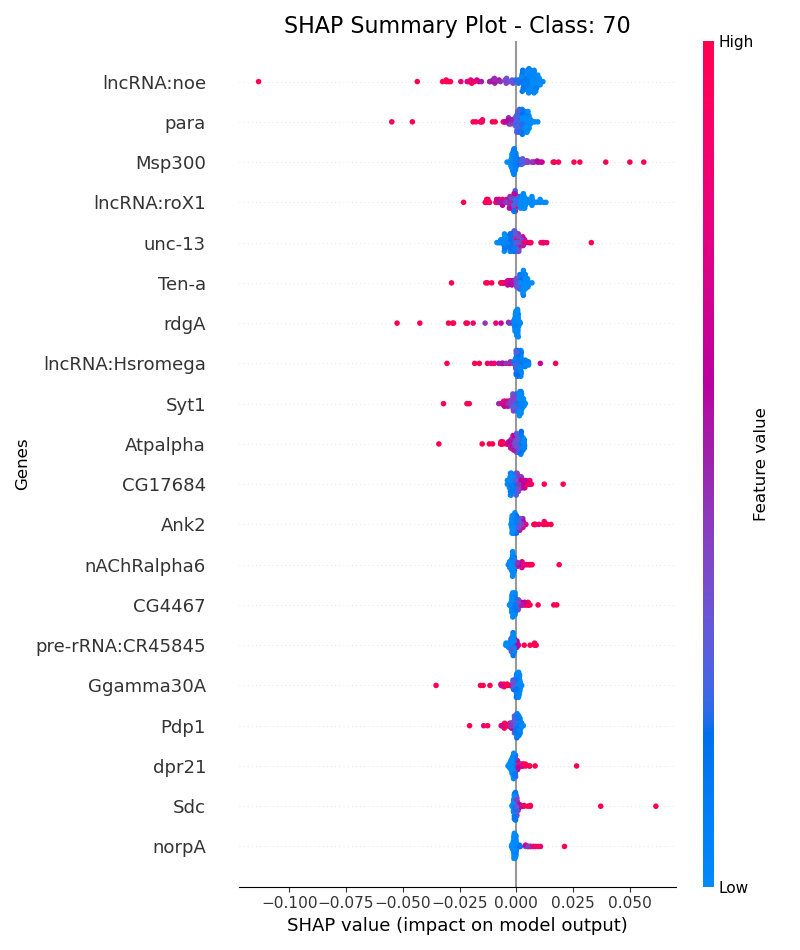 SHAP Summary Plot - Class: 70
High
lncRNA:noe
para
Msp300
lncRNA:roX1
unc-13
Ten-a
rdgA
lncRNA:Hsromega
Syt1
Atpalpha
CG17684
Ank2
nAChRalpha6
CG4467
pre-rRNA:CR45845
Ggamma30A
Pdp1
dpr21
Sdc
norpA
Genes
Feature value
Low
−0.100 −0.075 −0.050 −0.025 0.000 0.025 0.050
SHAP value (impact on model output)